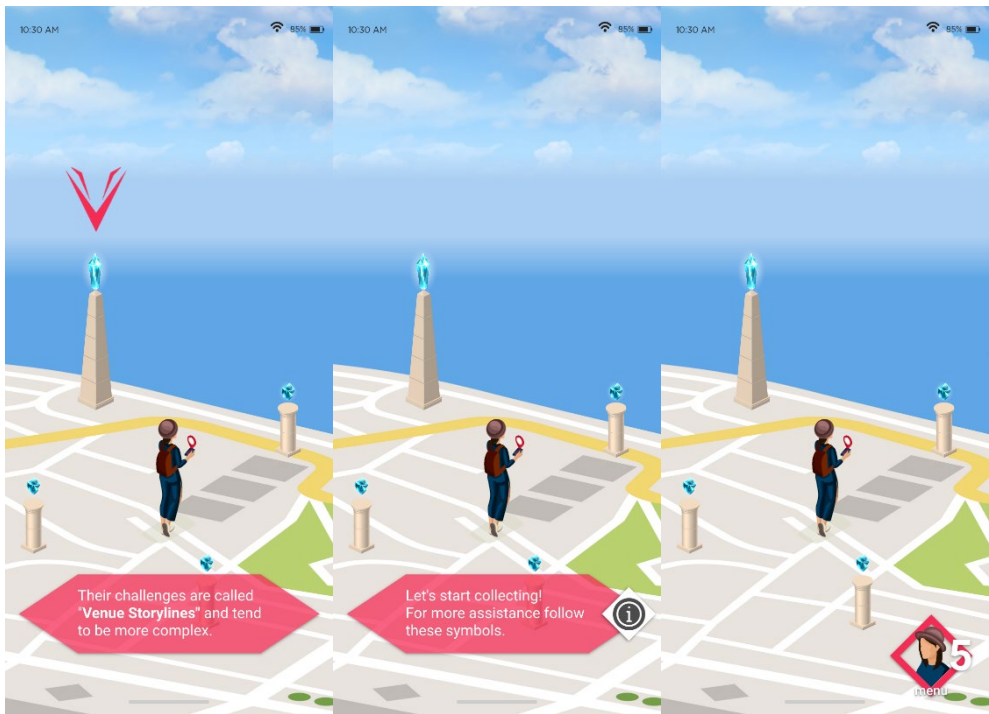 10:30 AM
85%
Their challenges are called
"Venue Storylines" and tend
to be more complex.
10:30 AM
85%
Let's start collecting!
For more assistance follow
these symbols.
i
10:30 AM
85%
5
menu